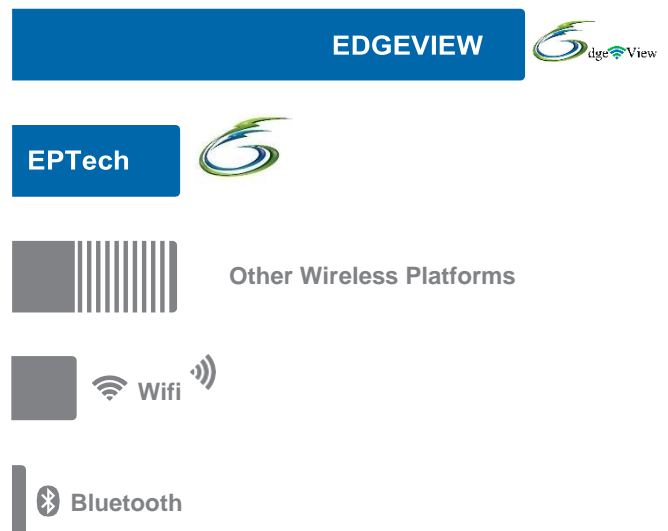 EDGEVIEW
dge View
EPTech
Other Wireless Platforms
Wifi
Bluetooth